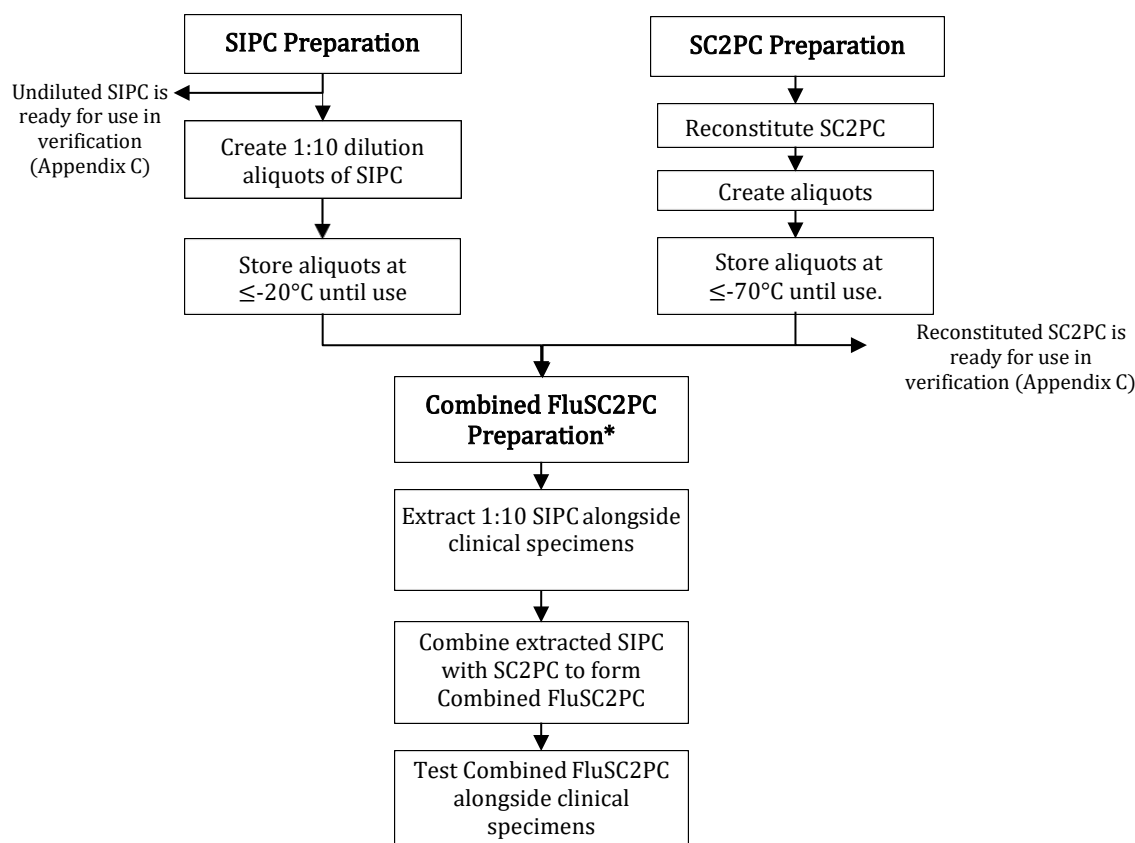 SIPC Preparation
SC2PC Preparation
Undiluted SIPC is
ready for use in
verification
(Appendix C)
Create 1:10 dilution
aliquots of SIPC
Reconstitute SC2PC
Create aliquots
Store aliquots at
≤-20°C until use
Store aliquots at
≤-70°C until use.
Reconstituted SC2PC is
ready for use in
verification (Appendix C)
Combined FluSC2PC
Preparation*
Extract 1:10 SIPC alongside
clinical specimens
Combine extracted SIPC
with SC2PC to form
Combined FluSC2PC
Test Combined FluSC2PC
alongside clinical
specimens